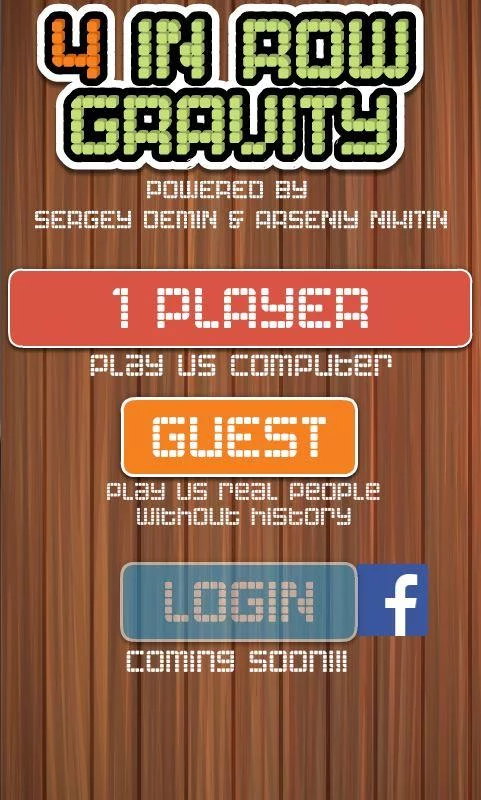 4 IN ROW
GRAVITY
POWERED BY
SERGEY DEMIN & ARSENIY NIKITIN
1 PLAYER
play vs computer
GUEST
play vs real people
without history
LOGIN f
coming soon!!!